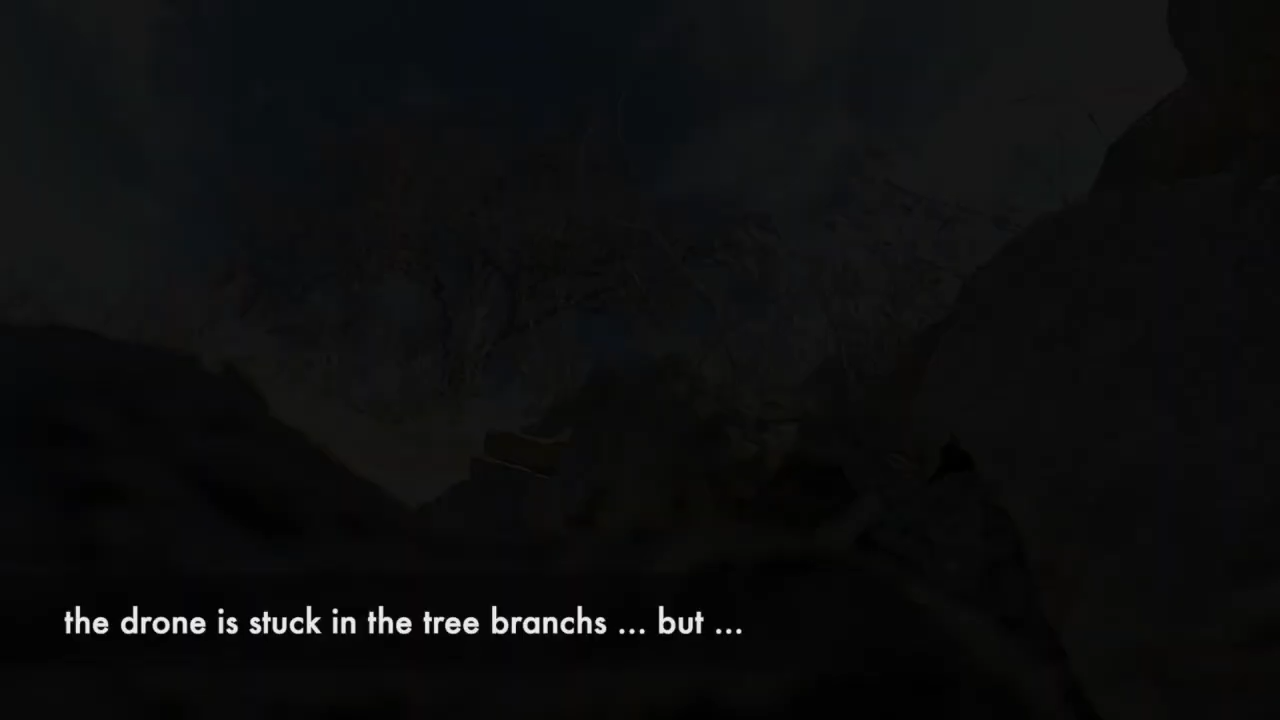 the drone is stuck in the tree branchs ... but ...